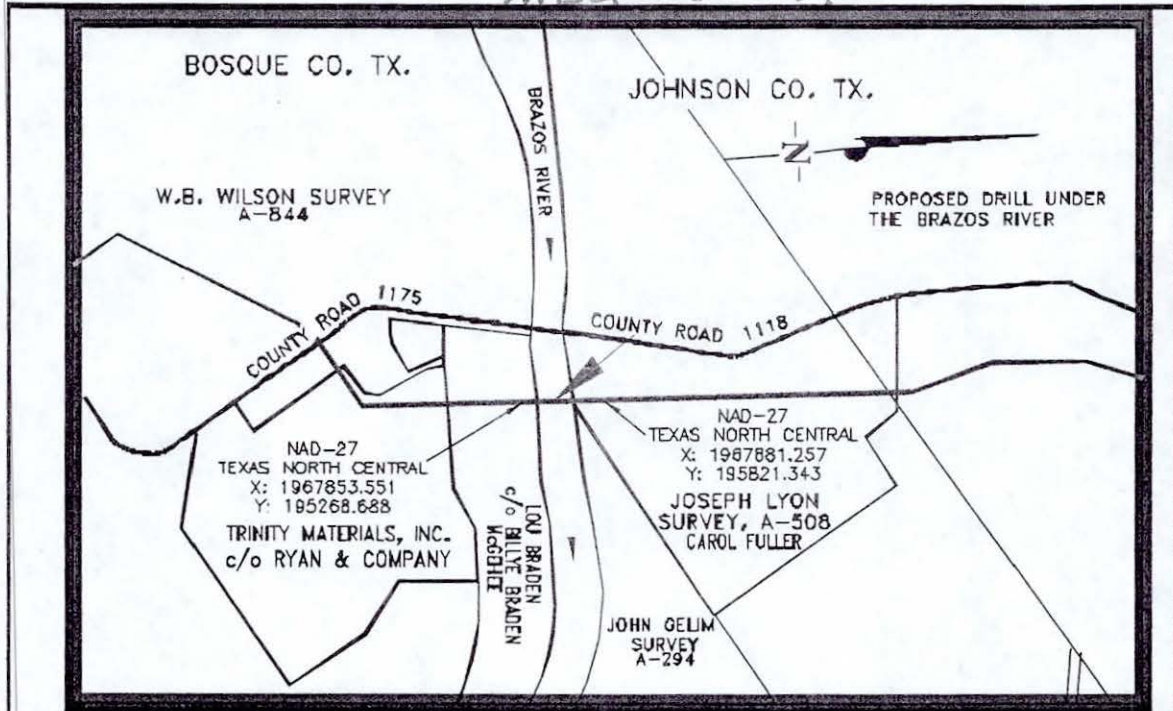 BOSQUE CO. TX.
JOHNSON CO. TX.
BRAZOS RIVER
N
W.B. WILSON SURVEY
A-844
PROPOSED DRILL UNDER
THE BRAZOS RIVER
COUNTY ROAD 1175
COUNTY ROAD 1118
NAD-27
TEXAS NORTH CENTRAL
X: 1967853.551
Y: 195268.688
TRINITY MATERIALS, INC.
c/o RYAN & COMPANY
NAD-27
TEXAS NORTH CENTRAL
X: 1967881.257
Y: 195821.343
JOSEPH LYON
SURVEY, A-508
CAROL FULLER
LOU BRADEN
c/o BILLYE BRADEN
McGEHEE
JOHN GELIM
SURVEY
A-294